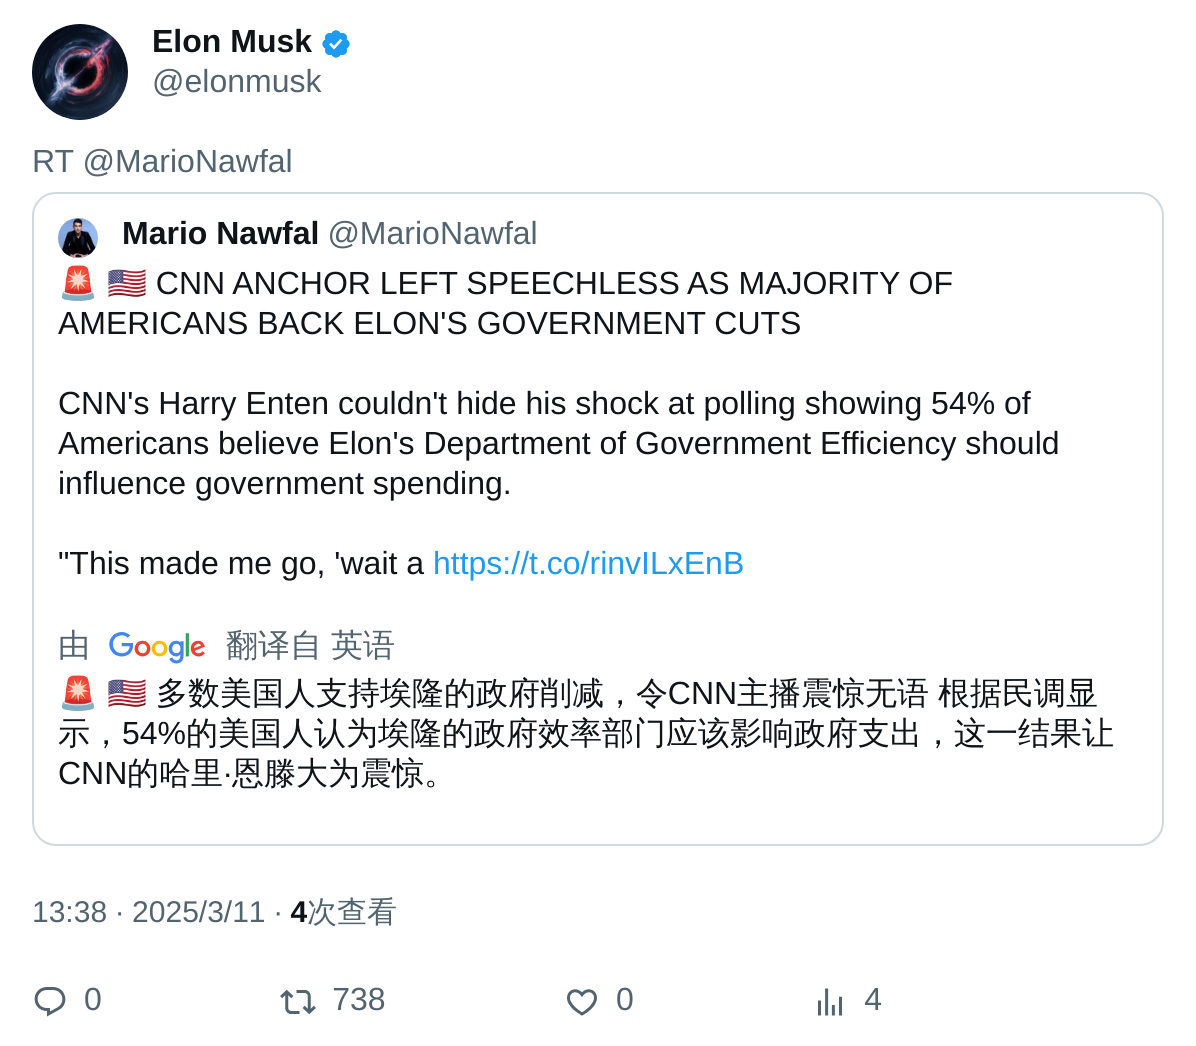 Elon Musk
@elonmusk
RT @MarioNawfal
Mario Nawfal @MarioNawfal
🚨 🇺🇸 CNN ANCHOR LEFT SPEECHLESS AS MAJORITY OF
AMERICANS BACK ELON'S GOVERNMENT CUTS
CNN's Harry Enten couldn't hide his shock at polling showing 54% of
Americans believe Elon's Department of Government Efficiency should
influence government spending.
"This made me go, 'wait a https://t.co/rinvILxEnB
由 Google 翻译自 英语
🚨 🇺🇸 多数美国人支持埃隆的政府削减，令CNN主播震惊无语 根据民调显
示，54%的美国人认为埃隆的政府效率部门应该影响政府支出，这一结果让
CNN的哈里·恩滕大为震惊。
13:38 · 2025/3/11 · 4次查看
0 738 0 4